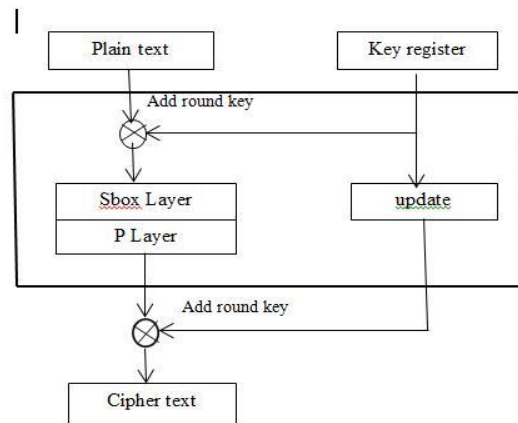 Plain text
Key register
Add round key
Sbox Layer
update
P Layer
Add round key
Cipher text